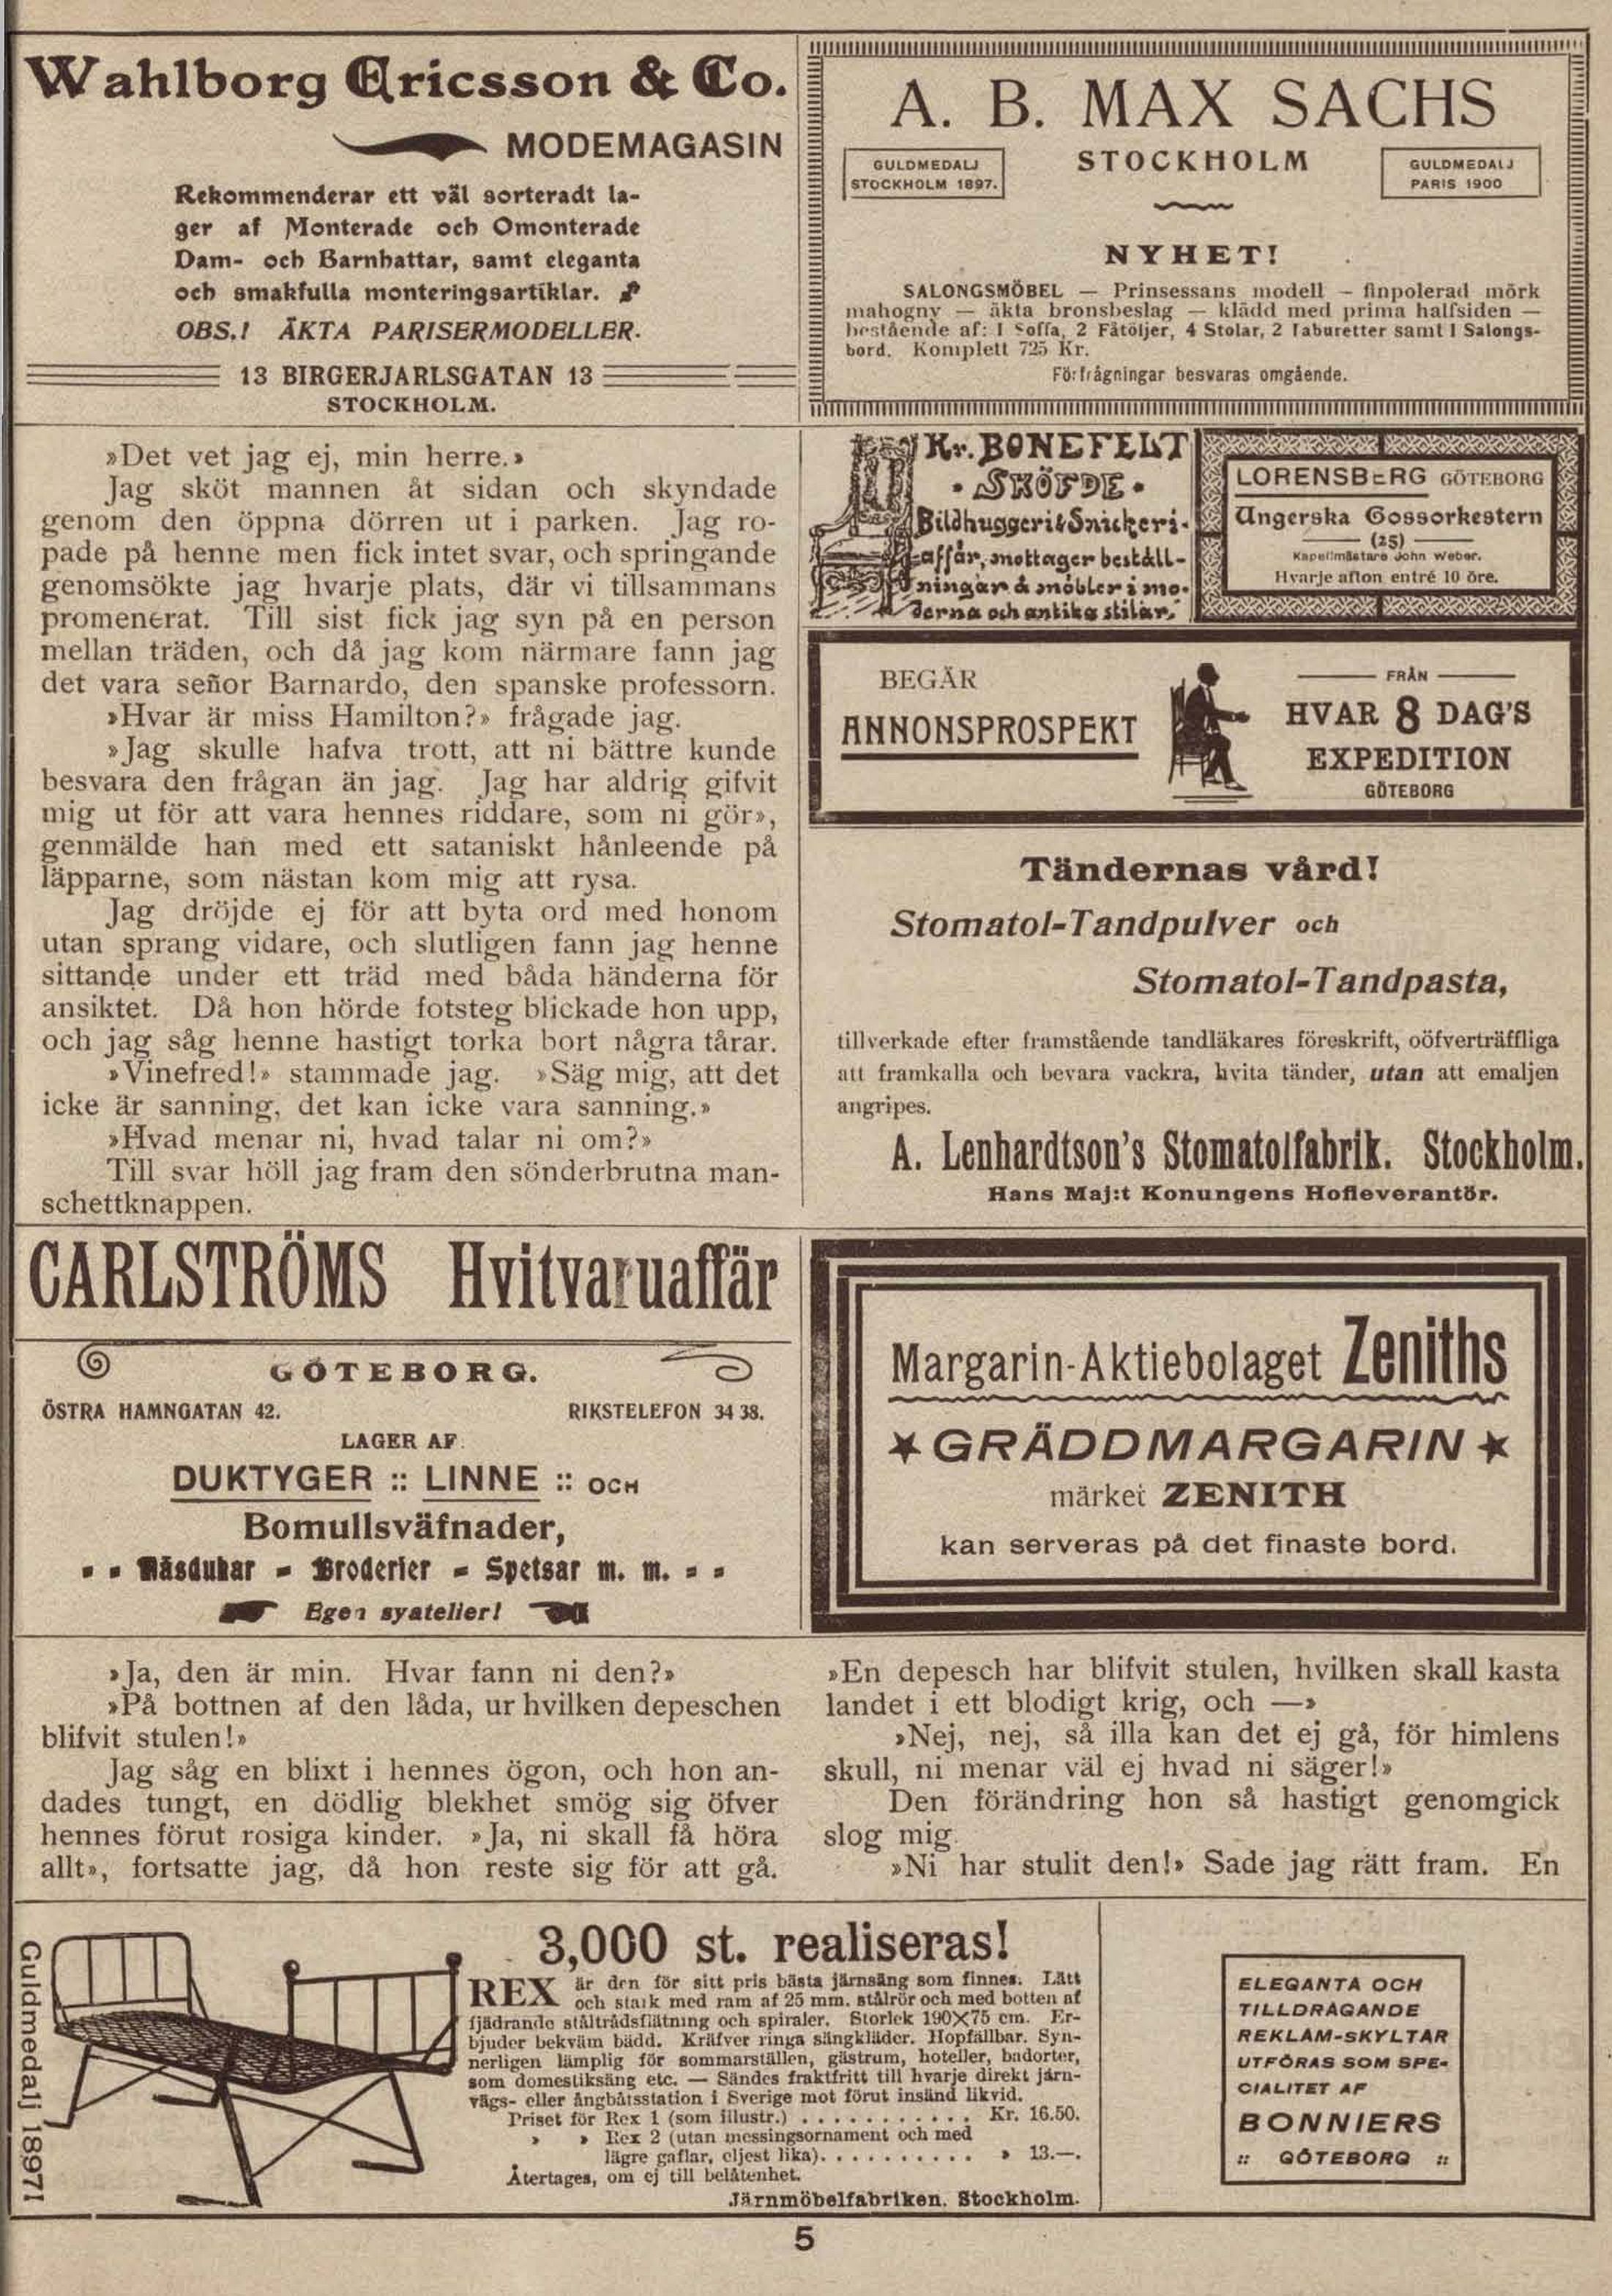 Wahlborg Ericsson & Co.
MODEMAGASIN
Rekommenderar ett väl sorteradt la-
ger af Monterade och Omonterade
Dam- och Barnhattar, samt eleganta
och smakfulla monteringsartiklar.
OBS.! ÄKTA PARISERMODELLER.
13 BIRGERJARLSGATAN 13
STOCKHOLM.
A. B. MAX SACHS
STOCKHOLM
GULDMEDALJ
STOCKHOLM 1897.
GULDMEDALJ
PARIS 1900
NYHET!
SALONGSMÖBEL — Prinsessans modell – finpolerad mörk
mahogny — äkta bronsbeslag — klädd med prima halfsiden —
bestående af: 1 Soffa, 2 Fåtöljer, 4 Stolar, 2 Taburetter samt 1 Salongs-
bord. Komplett 725 Kr.
Förfrågningar besvaras omgående.
»Det vet jag ej, min herre.»
Jag sköt mannen åt sidan och skyndade
genom den öppna dörren ut i parken. Jag ro-
pade på henne men fick intet svar, och springande
genomsökte jag hvarje plats, där vi tillsammans
promenerat. Till sist fick jag syn på en person
mellan träden, och då jag kom närmare fann jag
det vara señor Barnardo, den spanske professorn.
»Hvar är miss Hamilton?» frågade jag.
»Jag skulle hafva trott, att ni bättre kunde
besvara den frågan än jag. Jag har aldrig gifvit
mig ut för att vara hennes riddare, som ni gör»,
genmälde han med ett sataniskt hånleende på
läpparne, som nästan kom mig att rysa.
Jag dröjde ej för att byta ord med honom
utan sprang vidare, och slutligen fann jag henne
sittande under ett träd med båda händerna för
ansiktet. Då hon hörde fotsteg blickade hon upp,
och jag såg henne hastigt torka bort några tårar.
»Vinefred!» stammade jag. »Säg mig, att det
icke är sanning, det kan icke vara sanning.»
»Hvad menar ni, hvad talar ni om?»
Till svar höll jag fram den sönderbrutna man-
schettknappen.
Kr. BONEFELT
• SKÖFDE •
Bildhuggeri & Snickeri-
affär, mottager beställ-
ningar å möbler i mo-
derna och antika stilar.
LORENSBERG GÖTEBORG
Ungerska Gossorkestern
(25)
Kapellmästare John Weber.
Hvarje afton entré 10 öre.
BEGÄR
ANNONSPROSPEKT
FRÅN
HVAR 8 DAG'S
EXPEDITION
GÖTEBORG
Tändernas vård!
Stomatol-Tandpulver och
Stomatol-Tandpasta,
tillverkade efter framstående tandläkares föreskrift, oöfverträffliga
att framkalla och bevara vackra, hvita tänder, utan att emaljen
angripes.
A. Lenhardtson's Stomatolfabrik. Stockholm.
Hans Maj:t Konungens Hofleverantör.
CARLSTRÖMS Hvitvaruaffär
GÖTEBORG.
ÖSTRA HAMNGATAN 42. RIKSTELEFON 34 38.
LAGER AF
DUKTYGER :: LINNE :: OCH
Bomullsväfnader,
Näsdukar - Broderier - Spetsar m. m.
Egen syatelier!
Margarin-Aktiebolaget Zeniths
GRÄDDMARGARIN
märket ZENITH
kan serveras på det finaste bord.
»Ja, den är min. Hvar fann ni den?»
»På bottnen af den låda, ur hvilken depeschen
blifvit stulen!»
Jag såg en blixt i hennes ögon, och hon an-
dades tungt, en dödlig blekhet smög sig öfver
hennes förut rosiga kinder. »Ja, ni skall få höra
allt», fortsatte jag, då hon reste sig för att gå.
»En depesch har blifvit stulen, hvilken skall kasta
landet i ett blodigt krig, och —»
»Nej, nej, så illa kan det ej gå, för himlens
skull, ni menar väl ej hvad ni säger!»
Den förändring hon så hastigt genomgick
slog mig.
»Ni har stulit den!» Sade jag rätt fram. En
Guldmedalj 1897!
3,000 st. realiseras!
REX är den för sitt pris bästa järnsäng som finnes. Lätt
och stark med ram af 25 mm. stålrör och med botten af
fjädrande ståltrådsflätning och spiraler. Storlek 190×75 cm. Er-
bjuder bekväm bädd. Kräfver ringa sängkläder. Hopfällbar. Syn-
nerligen lämplig för sommarställen, gästrum, hoteller, badorter,
som domestiksäng etc. — Sändes fraktfritt till hvarje direkt järn-
vägs- eller ångbåtsstation i Sverige mot förut insänd likvid.
Priset för Rex 1 (som illustr.) . . . . . . . . . . . Kr. 16.50.
» » Rex 2 (utan messingsornament och med
lägre gaflar, eljest lika). . . . . . . . . . » 13.—.
Återtages, om ej till belåtenhet.
Järnmöbelfabriken. Stockholm.
ELEGANTA OCH
TILLDRAGANDE
REKLAM-SKYLTAR
UTFÖRAS SOM SPE-
CIALITET AF
BONNIERS
:: GÖTEBORG ::
5